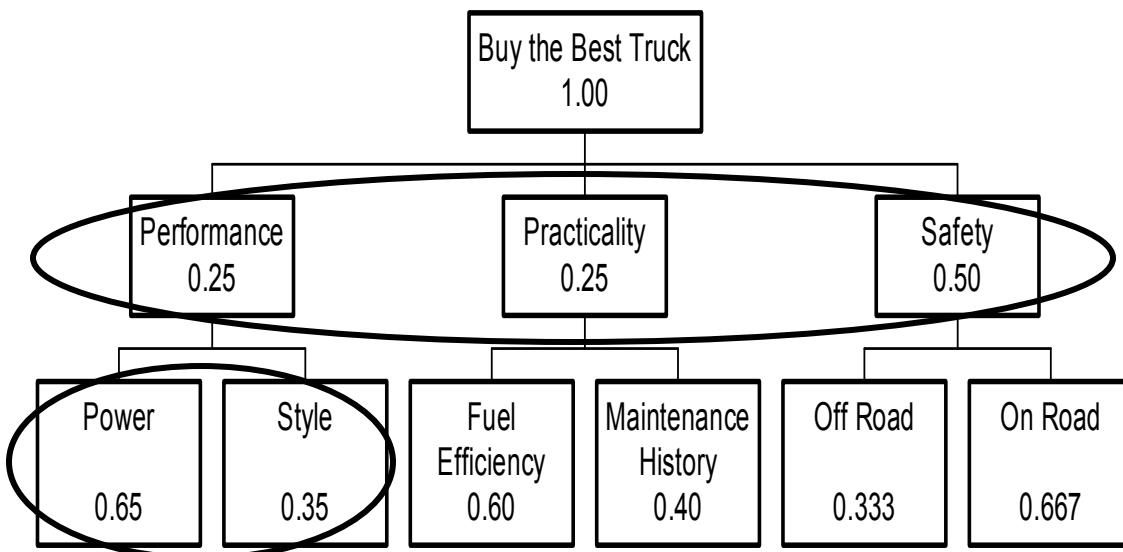 Buy the Best Truck
1.00
Performance
0.25
Practicality
0.25
Safety
0.50
Power
0.65
Style
0.35
Fuel
Efficiency
0.60
Maintenance
History
0.40
Off Road
0.333
On Road
0.667